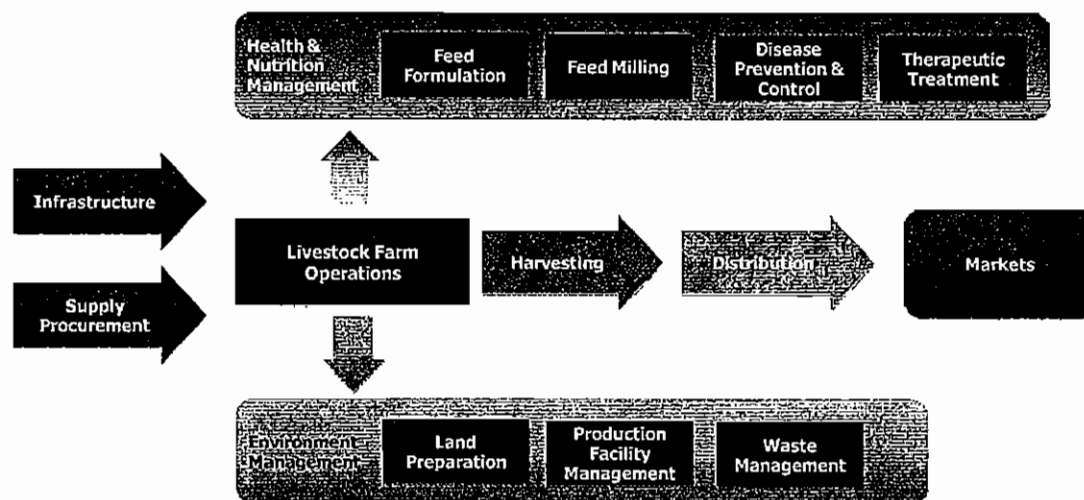 Health &
Nutrition
Management
Feed
Formulation
Feed Milling
Disease
Prevention &
Control
Therapeutic
Treatment
Infrastructure
Supply
Procurement
Livestock Farm
Operations
Harvesting
Distribution
Markets
Environment
Management
Land
Preparation
Production
Facility
Management
Waste
Management